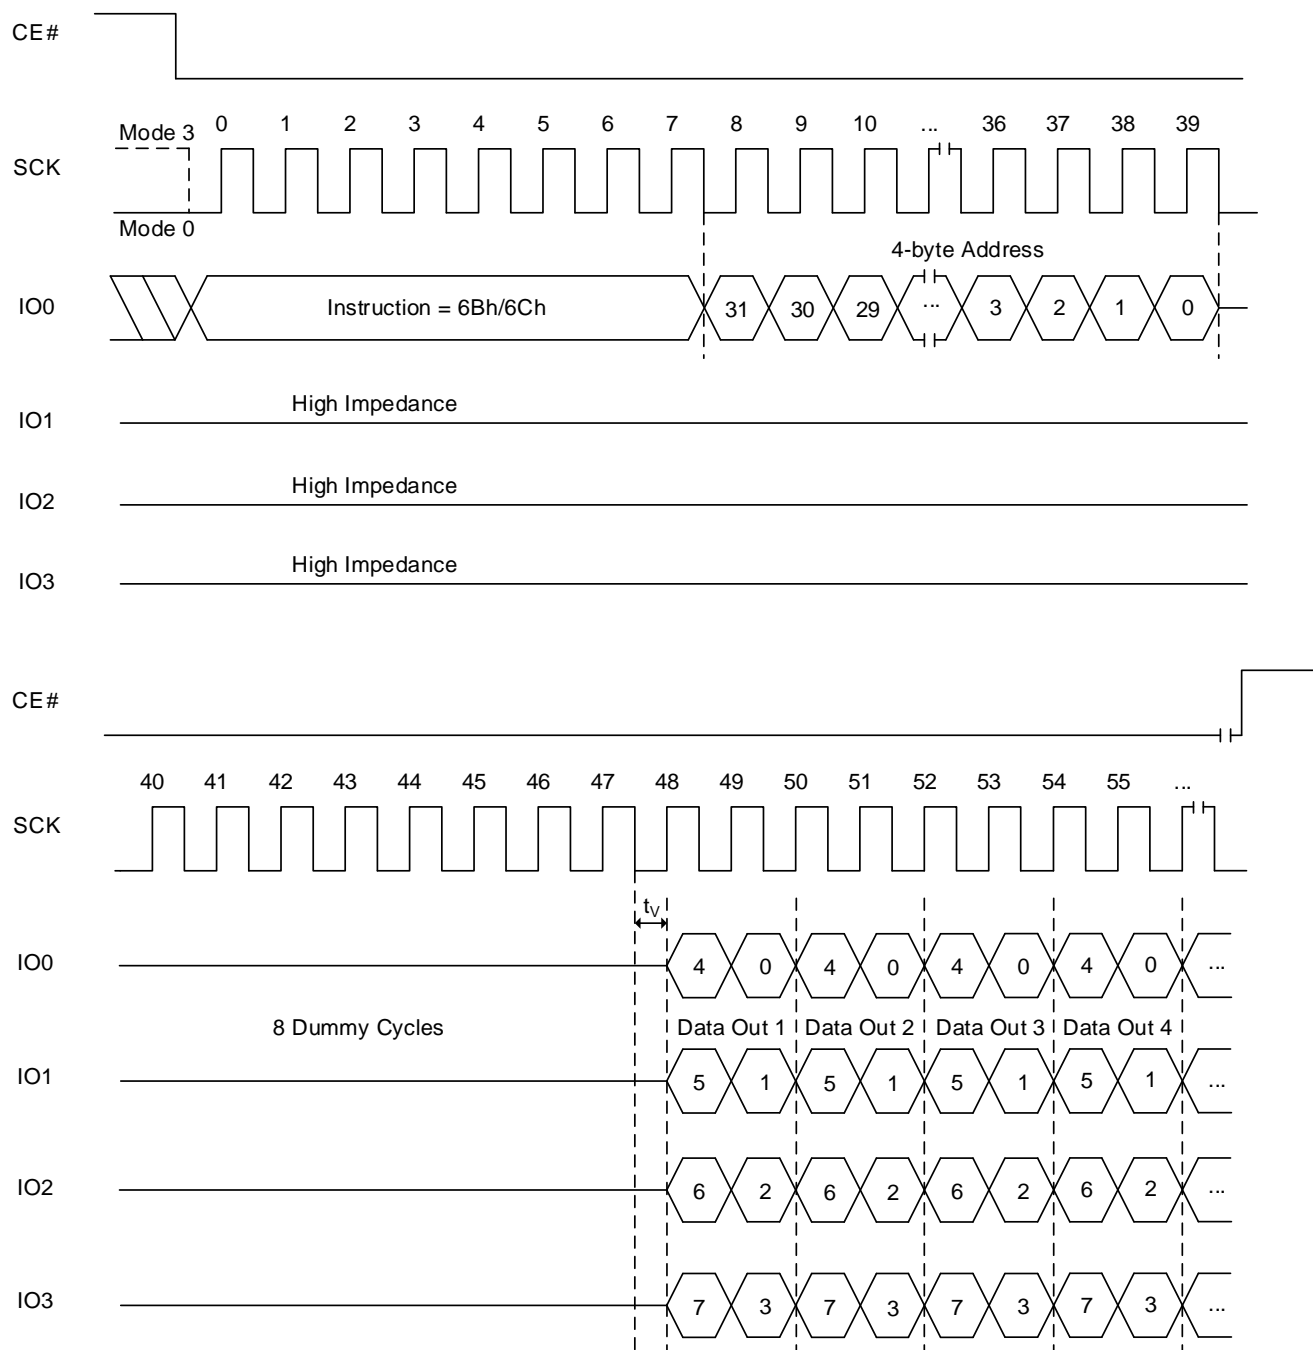 CE#
Mode 3 0 1 2 3 4 5 6 7 8 9 10 ... 36 37 38 39
SCK
Mode 0
4-byte Address
IO0 Instruction = 6Bh/6Ch 31 30 29 ... 3 2 1 0
High Impedance
IO1
High Impedance
IO2
High Impedance
IO3
CE#
40 41 42 43 44 45 46 47 48 49 50 51 52 53 54 55 ...
SCK
tV
IO0 4 0 4 0 4 0 4 0 ...
8 Dummy Cycles Data Out 1 Data Out 2 Data Out 3 Data Out 4
IO1 5 1 5 1 5 1 5 1 ...
IO2 6 2 6 2 6 2 6 2 ...
IO3 7 3 7 3 7 3 7 3 ...